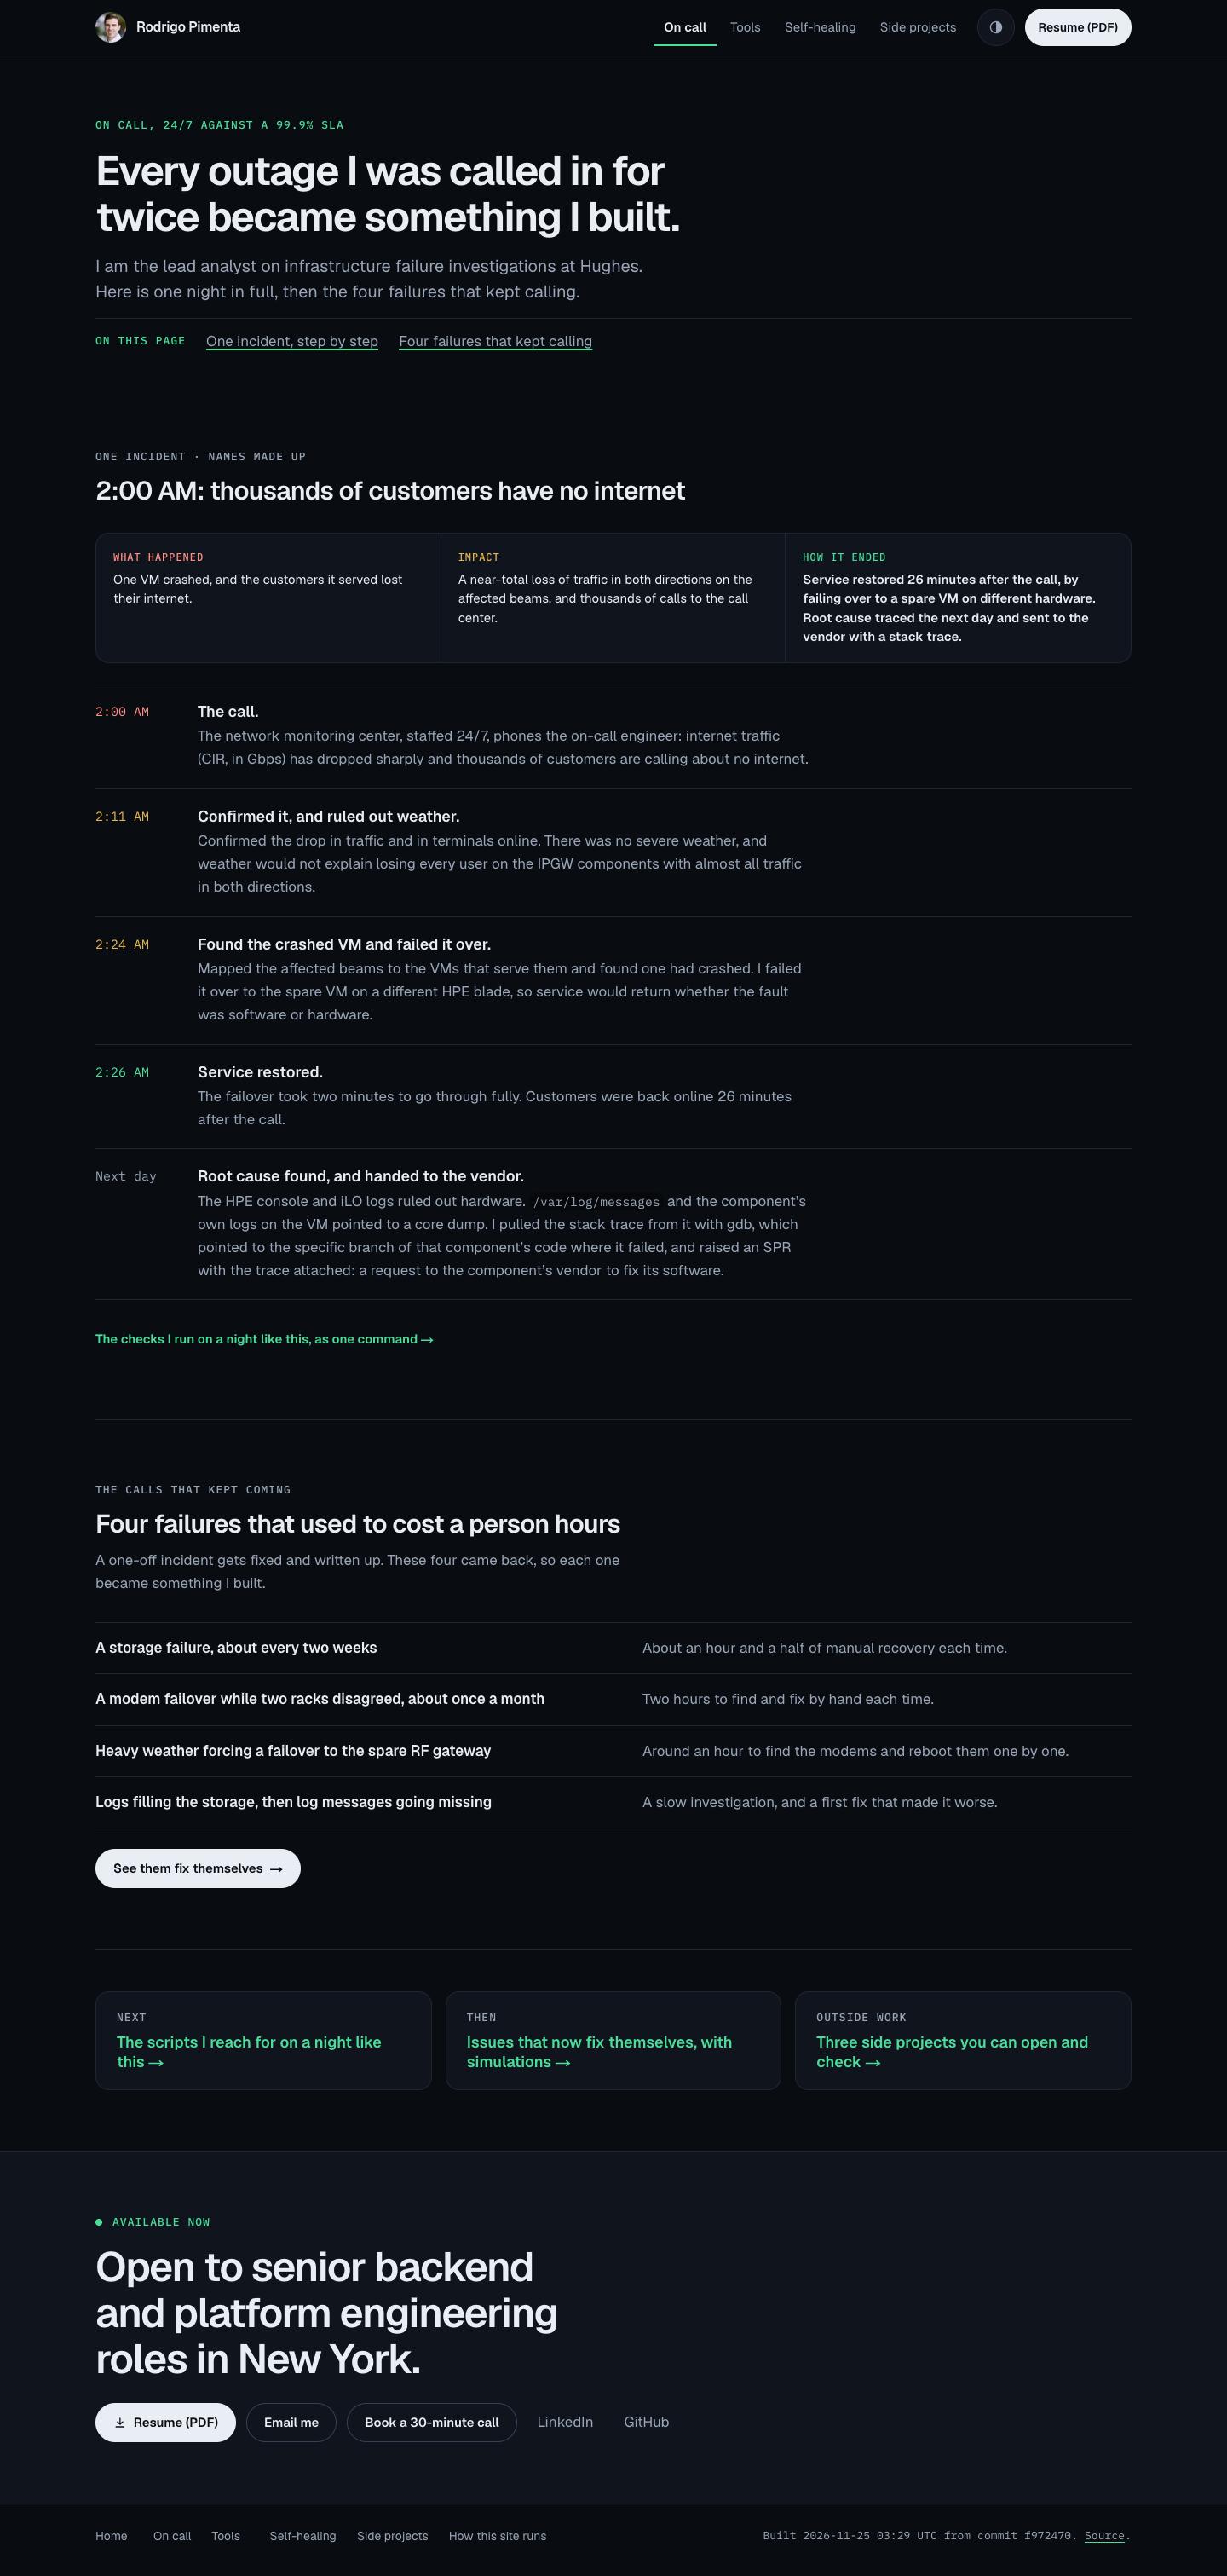 Rodrigo Pimenta
On call
Tools
Self-healing
Side projects
Resume (PDF)
ON CALL, 24/7 AGAINST A 99.9% SLA
Every outage I was called in for
twice became something I built.
I am the lead analyst on infrastructure failure investigations at Hughes.
Here is one night in full, then the four failures that kept calling.
ON THIS PAGE
One incident, step by step
Four failures that kept calling
ONE INCIDENT · NAMES MADE UP
2:00 AM: thousands of customers have no internet
WHAT HAPPENED
One VM crashed, and the customers it served lost
their internet.
IMPACT
A near-total loss of traffic in both directions on the
affected beams, and thousands of calls to the call
center.
HOW IT ENDED
Service restored 26 minutes after the call, by
failing over to a spare VM on different hardware.
Root cause traced the next day and sent to the
vendor with a stack trace.
2:00 AM
The call.
The network monitoring center, staffed 24/7, phones the on-call engineer: internet traffic
(CIR, in Gbps) has dropped sharply and thousands of customers are calling about no internet.
2:11 AM
Confirmed it, and ruled out weather.
Confirmed the drop in traffic and in terminals online. There was no severe weather, and
weather would not explain losing every user on the IPGW components with almost all traffic
in both directions.
2:24 AM
Found the crashed VM and failed it over.
Mapped the affected beams to the VMs that serve them and found one had crashed. I failed
it over to the spare VM on a different HPE blade, so service would return whether the fault
was software or hardware.
2:26 AM
Service restored.
The failover took two minutes to go through fully. Customers were back online 26 minutes
after the call.
Next day
Root cause found, and handed to the vendor.
The HPE console and iLO logs ruled out hardware. /var/log/messages and the component's
own logs on the VM pointed to a core dump. I pulled the stack trace from it with gdb, which
pointed to the specific branch of that component's code where it failed, and raised an SPR
with the trace attached: a request to the component's vendor to fix its software.
The checks I run on a night like this, as one command →
THE CALLS THAT KEPT COMING
Four failures that used to cost a person hours
A one-off incident gets fixed and written up. These four came back, so each one
became something I built.
A storage failure, about every two weeks
About an hour and a half of manual recovery each time.
A modem failover while two racks disagreed, about once a month
Two hours to find and fix by hand each time.
Heavy weather forcing a failover to the spare RF gateway
Around an hour to find the modems and reboot them one by one.
Logs filling the storage, then log messages going missing
A slow investigation, and a first fix that made it worse.
See them fix themselves →
NEXT
The scripts I reach for on a night like
this →
THEN
Issues that now fix themselves, with
simulations →
OUTSIDE WORK
Three side projects you can open and
check →
AVAILABLE NOW
Open to senior backend
and platform engineering
roles in New York.
Resume (PDF)
Email me
Book a 30-minute call
LinkedIn
GitHub
Home
On call
Tools
Self-healing
Side projects
How this site runs
Built 2026-11-25 03:29 UTC from commit f972470. Source.